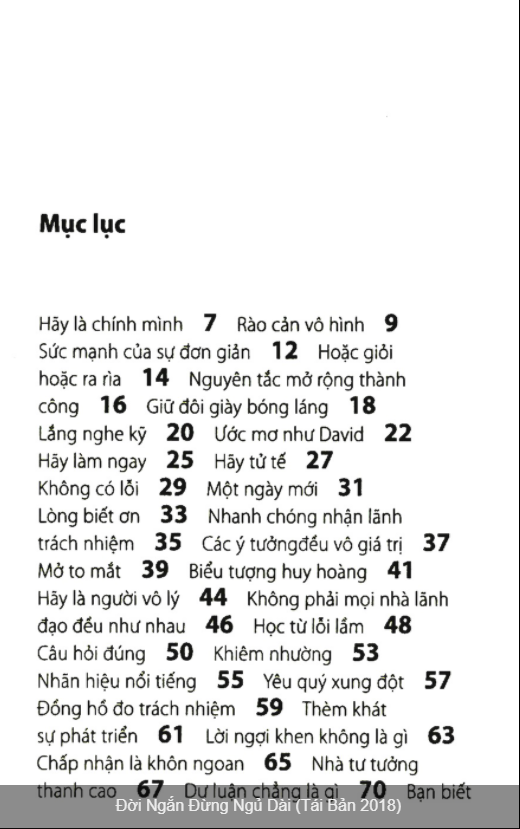 Mục lục
Hãy là chính mình 7 Rào cản vô hình 9
Sức mạnh của sự đơn giản 12 Hoặc giỏi
hoặc ra rìa 14 Nguyên tắc mở rộng thành
công 16 Giữ đôi giày bóng láng 18
Lắng nghe kỹ 20 Ước mơ như David 22
Hãy làm ngay 25 Hãy tử tế 27
Không có lỗi 29 Một ngày mới 31
Lòng biết ơn 33 Nhanh chóng nhận lãnh
trách nhiệm 35 Các ý tưởngđều vô giá trị 37
Mở to mắt 39 Biểu tượng huy hoàng 41
Hãy là người vô lý 44 Không phải mọi nhà lãnh
đạo đều như nhau 46 Học từ lỗi lầm 48
Câu hỏi đúng 50 Khiêm nhường 53
Nhãn hiệu nổi tiếng 55 Yêu quý xung đột 57
Đồng hồ đo trách nhiệm 59 Thèm khát
sự phát triển 61 Lời ngợi khen không là gì 63
Chấp nhận là khôn ngoan 65 Nhà tư tưởng
thanh cao 67 Dư luận chẳng là gì 70 Bạn biết
Đời Ngắn Đừng Ngủ Dài (Tái Bản 2018)